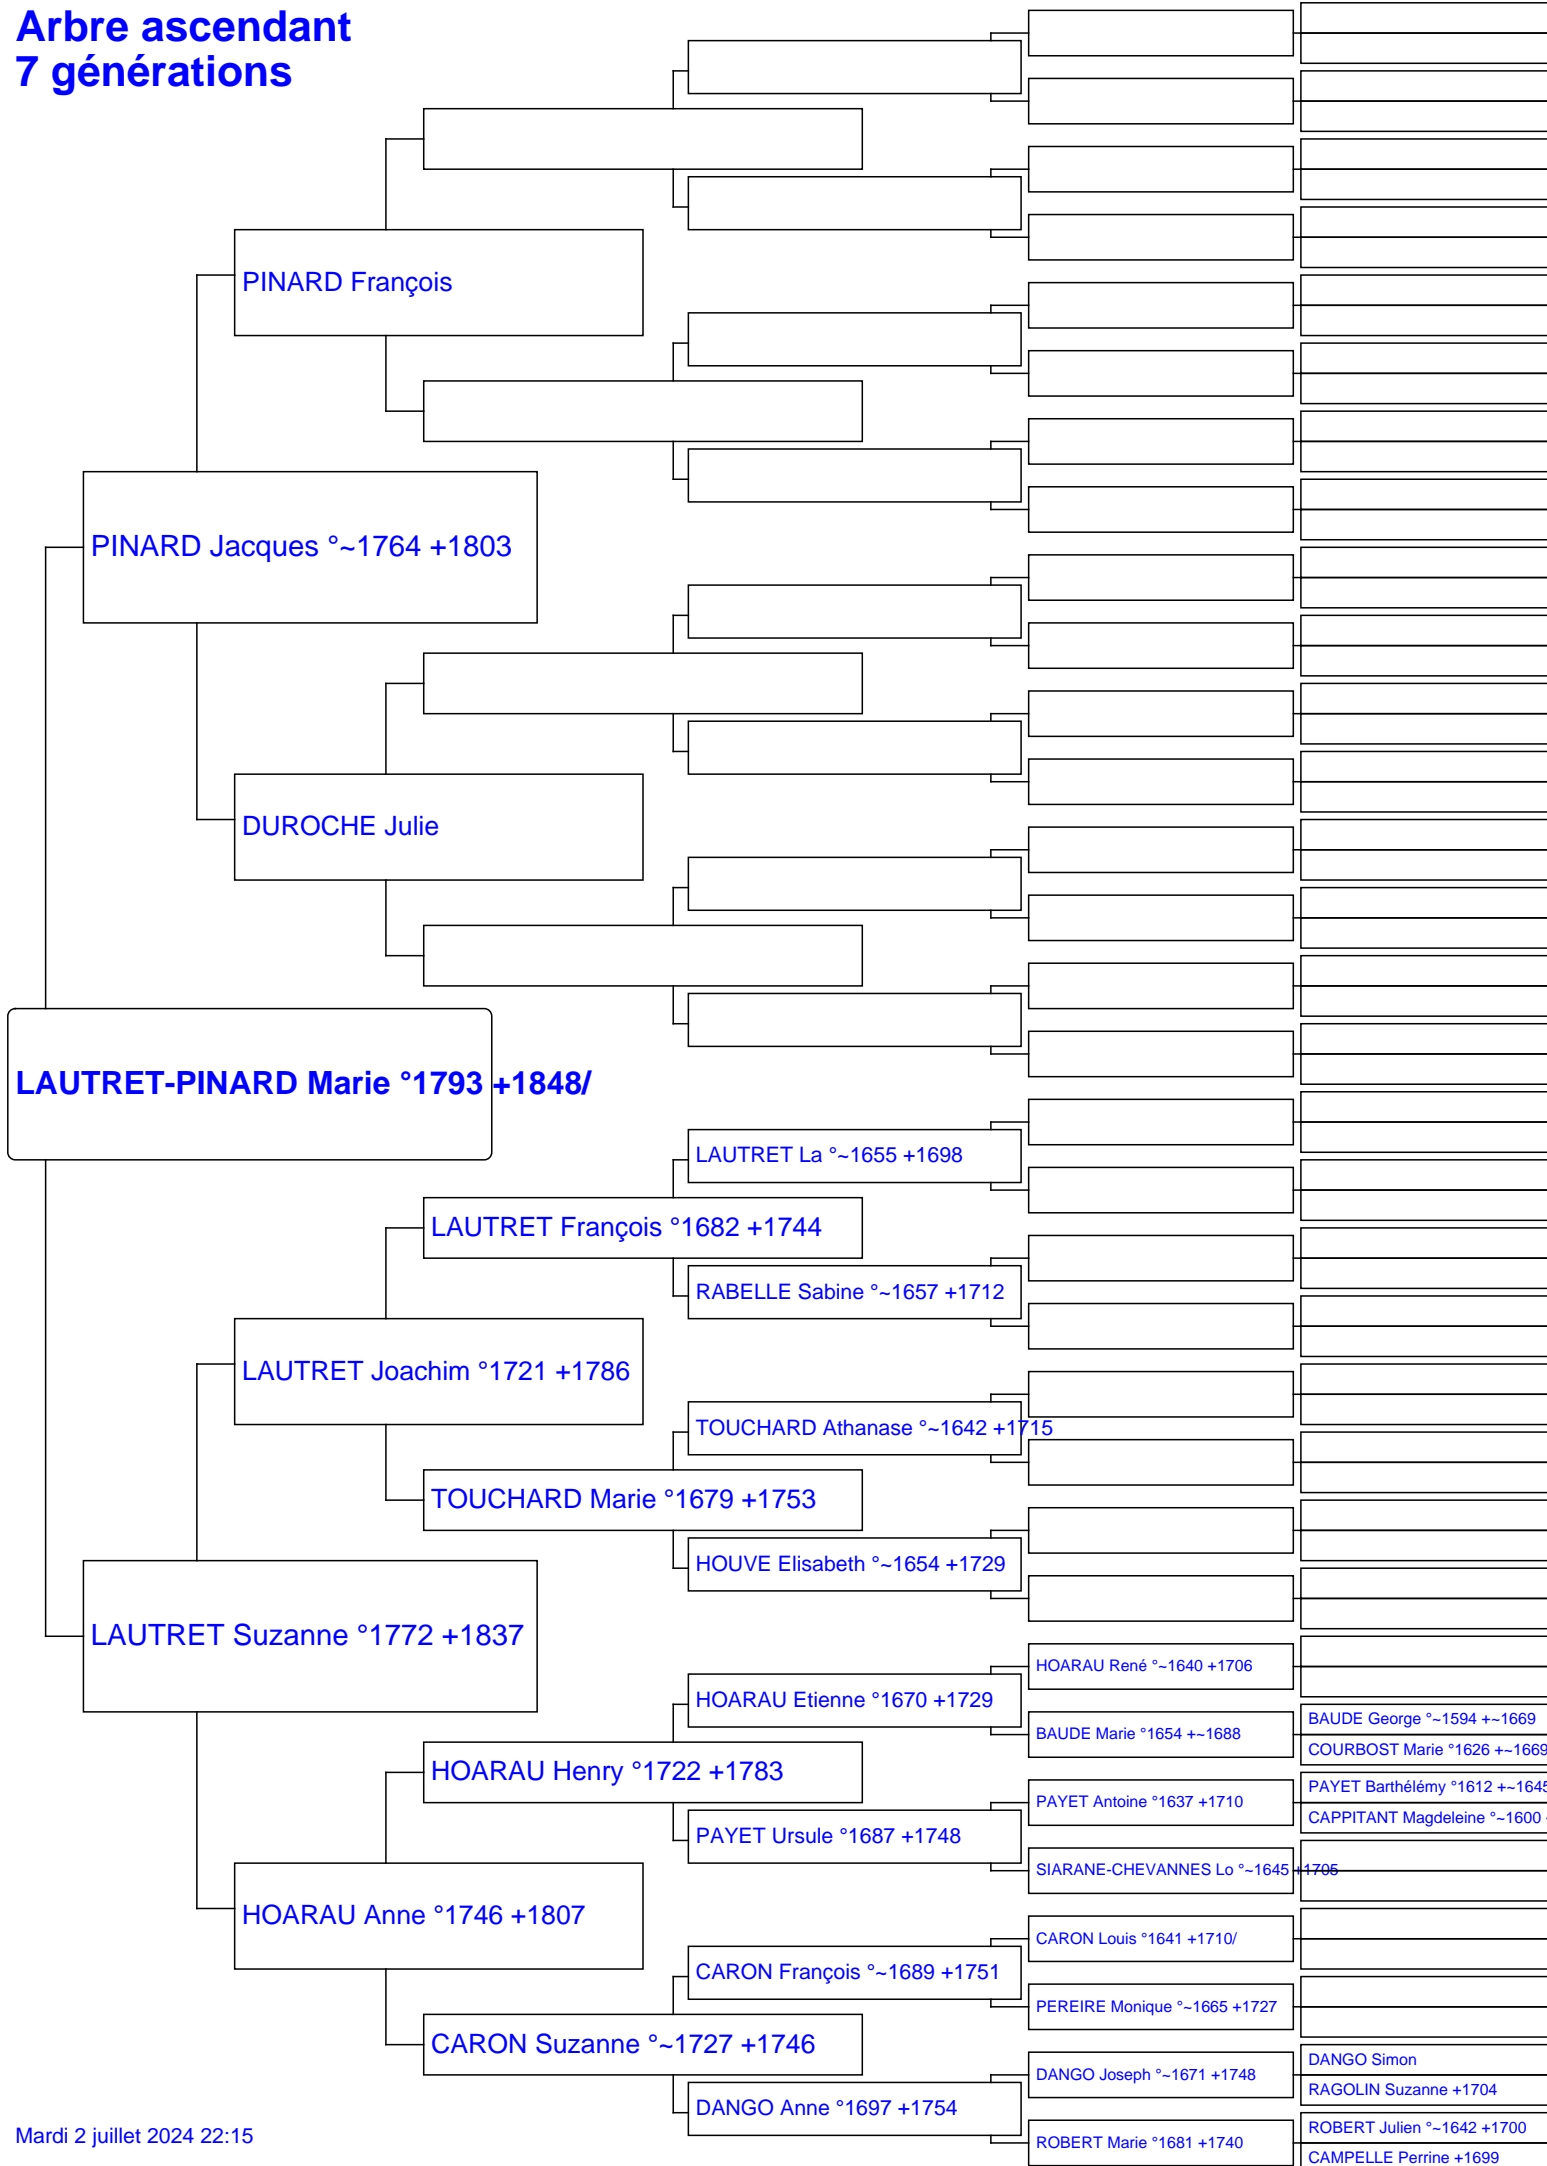 Arbre ascendant
7 générations
PINARD François
PINARD Jacques °~1764 +1803
DUROCHE Julie
LAUTRET-PINARD Marie °1793 +1848/
LAUTRET La °~1655 +1698
LAUTRET François °1682 +1744
RABELLE Sabine °~1657 +1712
LAUTRET Joachim °1721 +1786
TOUCHARD Athanase °~1642 +1715
TOUCHARD Marie °1679 +1753
HOUVE Elisabeth °~1654 +1729
LAUTRET Suzanne °1772 +1837
HOARAU René °~1640 +1706
HOARAU Etienne °1670 +1729
BAUDE George °~1594 +~1669
BAUDE Marie °1654 +~1688
COURBOST Marie °1626 +~1669
HOARAU Henry °1722 +1783
PAYET Barthélémy °1612 +~1645
PAYET Antoine °1637 +1710
CAPPITANT Magdeleine °~1600
PAYET Ursule °1687 +1748
SIARANE-CHEVANNES Lo °~1645 +1705
HOARAU Anne °1746 +1807
CARON Louis °1641 +1710/
CARON François °~1689 +1751
PEREIRE Monique °~1665 +1727
CARON Suzanne °~1727 +1746
DANGO Simon
DANGO Joseph °~1671 +1748
RAGOLIN Suzanne +1704
DANGO Anne °1697 +1754
ROBERT Julien °~1642 +1700
ROBERT Marie °1681 +1740
CAMPELLE Perrine +1699
Mardi 2 juillet 2024 22:15